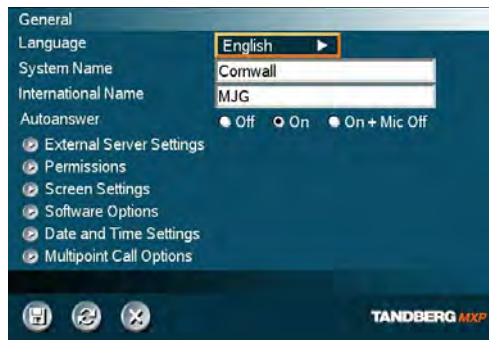 General
Language English
System Name Cornwall
International Name MJG
Autoanswer Off On On + Mic Off
External Server Settings
Permissions
Screen Settings
Software Options
Date and Time Settings
Multipoint Call Options
TANDBERG MXP